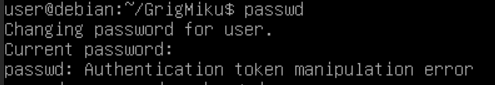 user@debian:~/GrigMiku$ passwd
Changing password for user.
Current password:
passwd: Authentication token manipulation error